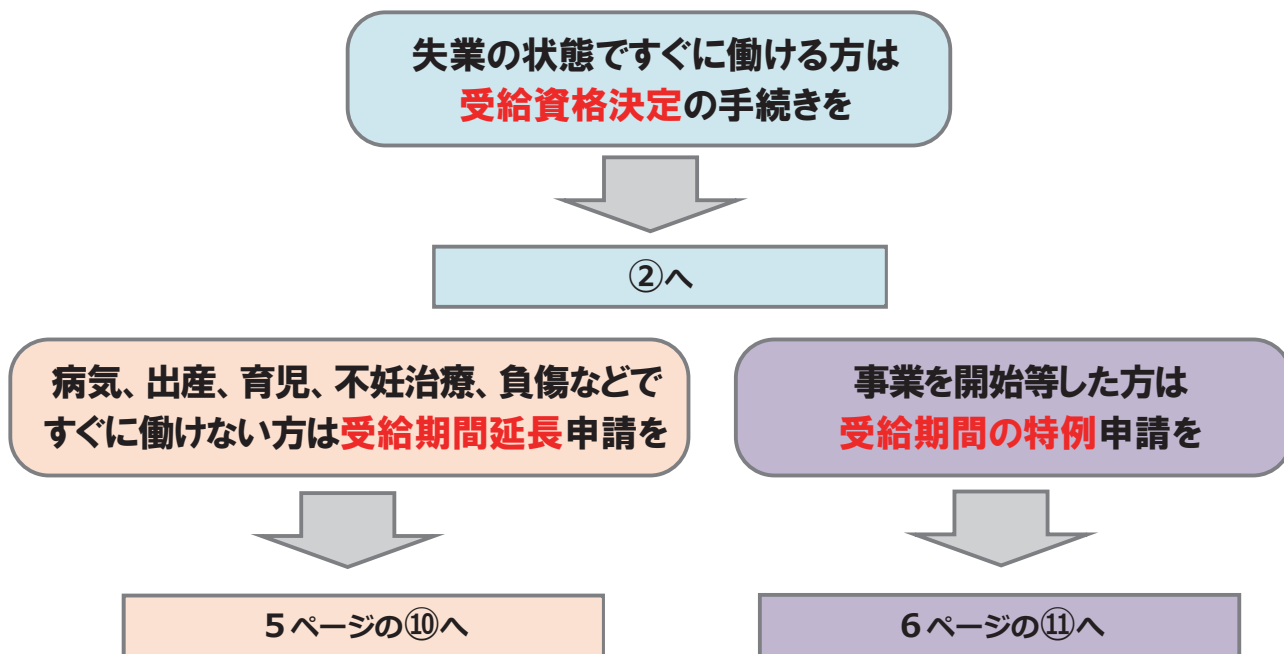 失業の状態ですぐに働ける方は
受給資格決定の手続きを
②へ
病気、出産、育児、不妊治療、負傷などで
すぐに働けない方は受給期間延長申請を
5ページの⑩へ
事業を開始等した方は
受給期間の特例申請を
6ページの⑪へ